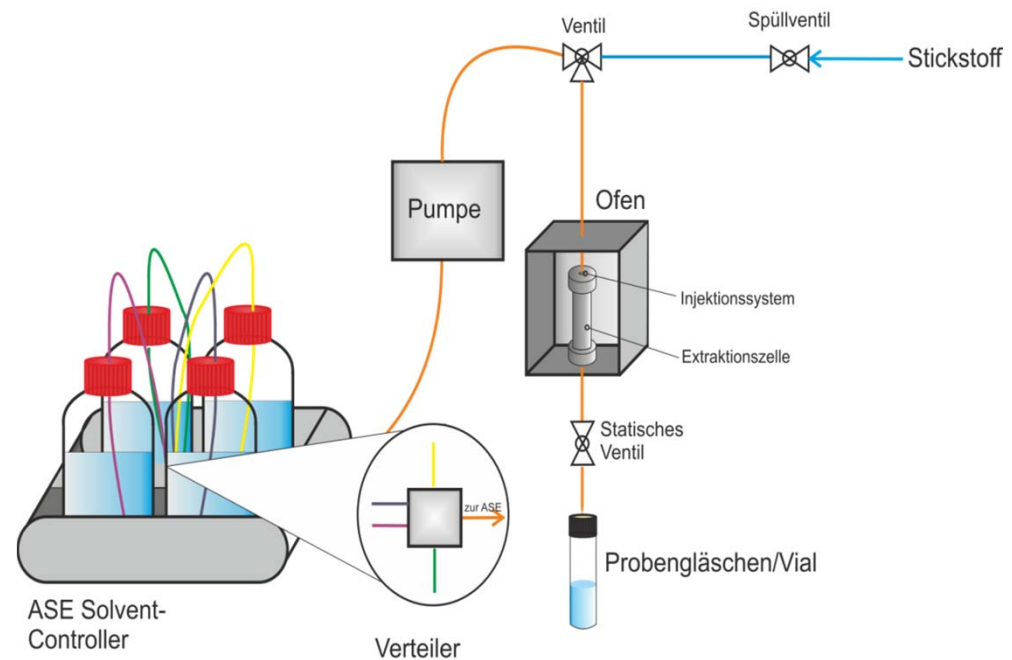 Ventil
Spüllventil
Stickstoff
Pumpe
Ofen
Injektionssystem
Extraktionszelle
Statisches
Ventil
zur ASE
Probengläschen/Vial
ASE Solvent-
Controller
Verteiler